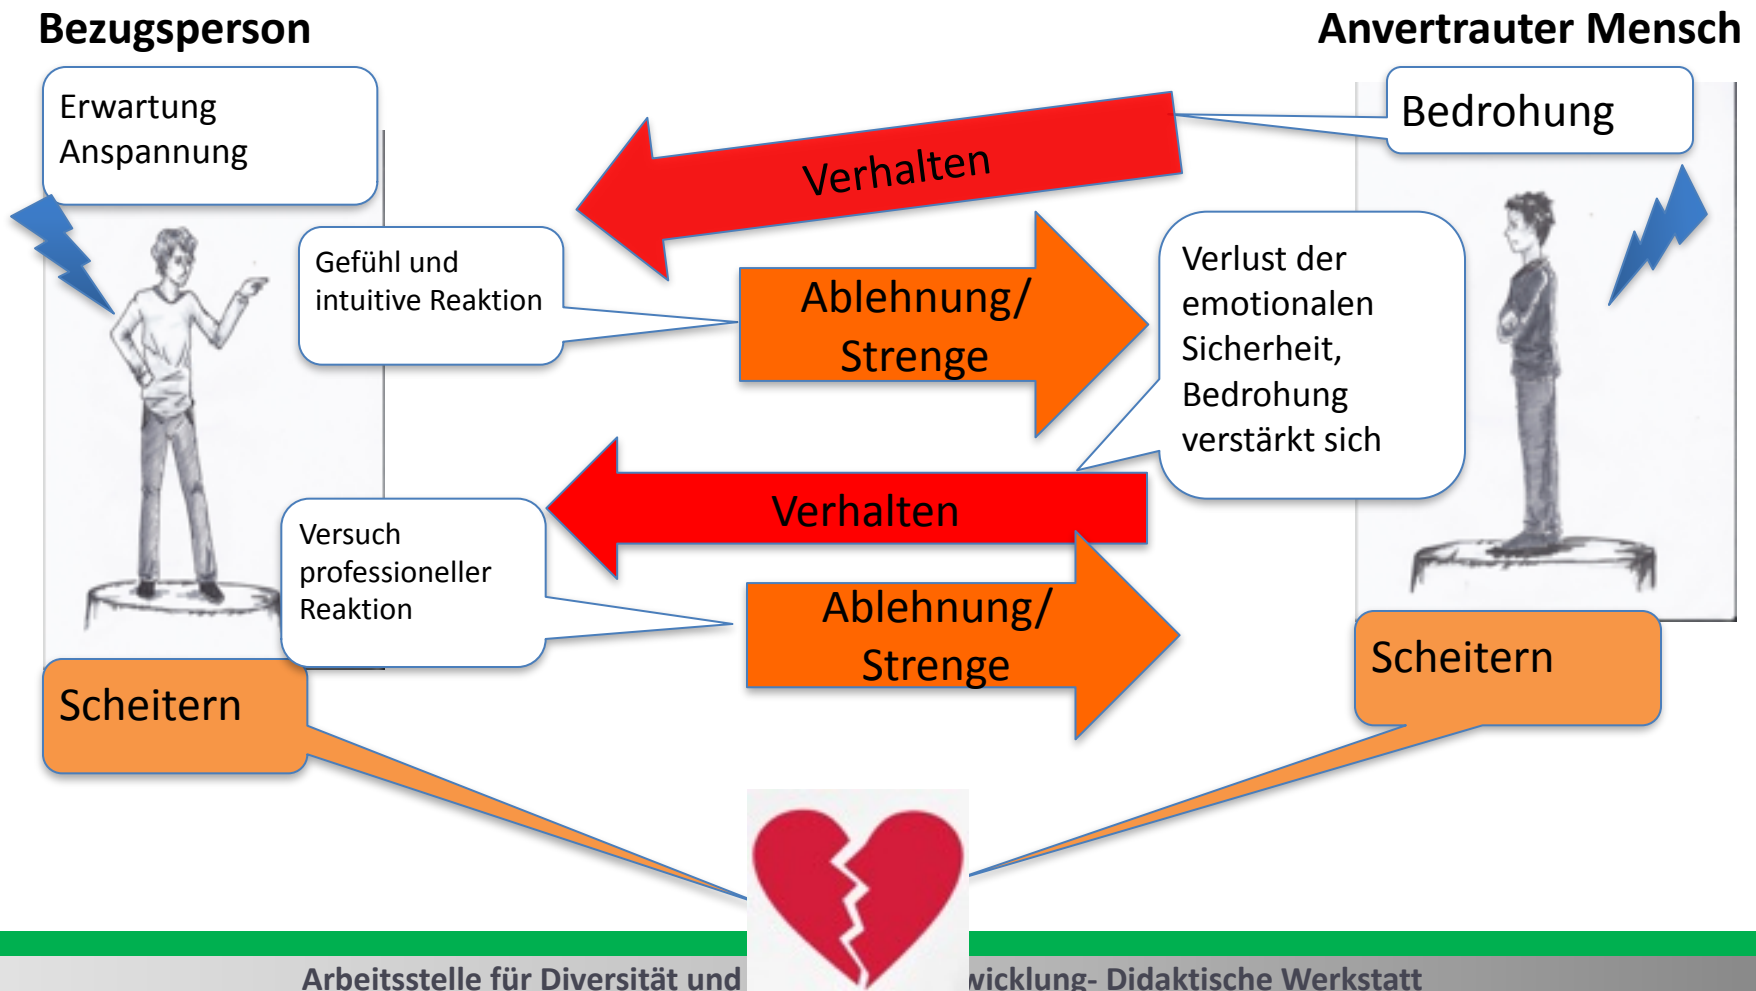 Bezugsperson
Anvertrauter Mensch
Erwartung
Anspannung
Bedrohung
Verhalten
Gefühl und
intuitive Reaktion
Ablehnung/
Strenge
Verlust der
emotionalen
Sicherheit,
Bedrohung
verstärkt sich
Verhalten
Versuch
professioneller
Reaktion
Ablehnung/
Strenge
Scheitern
Scheitern
Arbeitsstelle für Diversität und wicklung- Didaktische Werkstatt